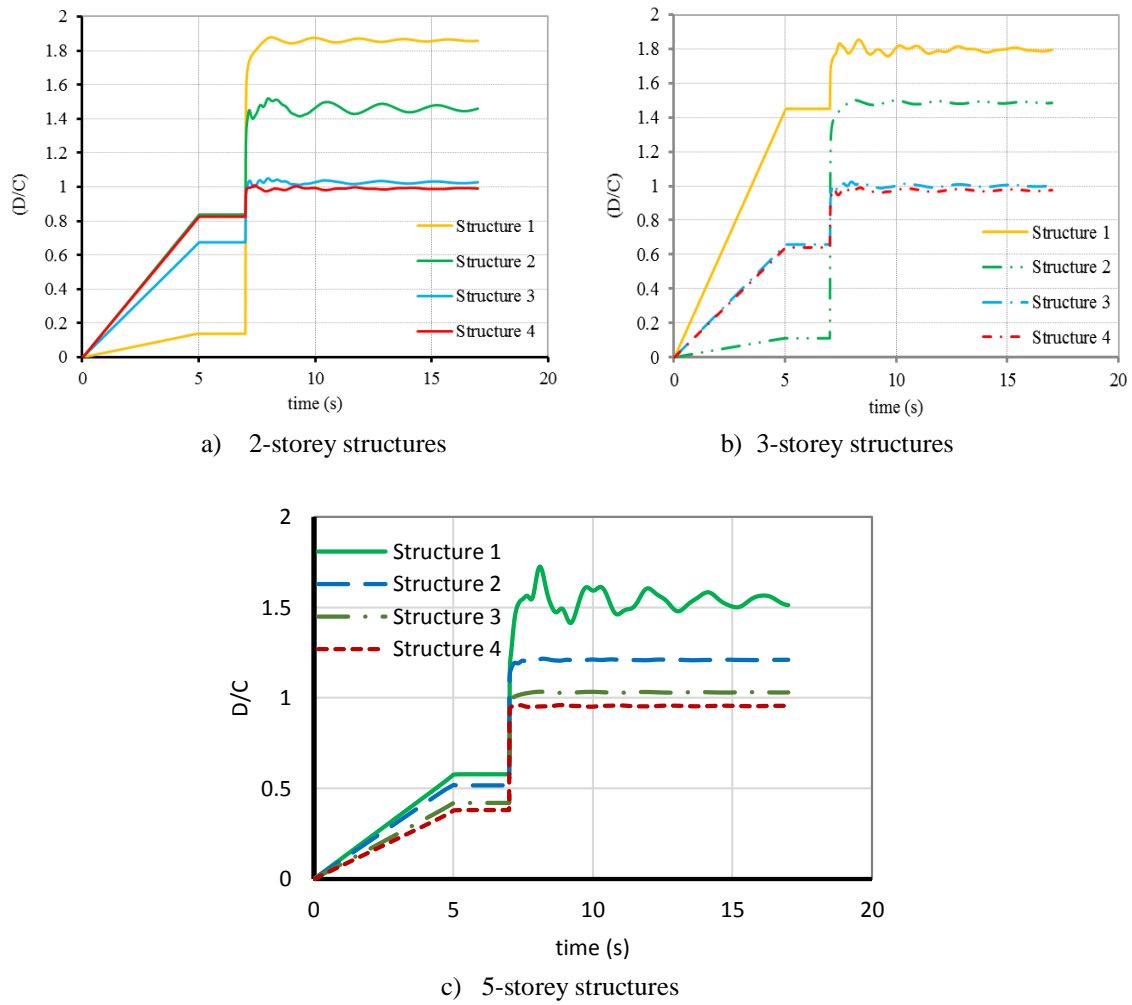 2
1.8
1.6
1.4
1.2
1
0.8
0.6
0.4
0.2
0
(D/C)
Structure 1
Structure 2
Structure 3
Structure 4
0 5 10 15 20
time (s)
a) 2-storey structures
2
1.8
1.6
1.4
1.2
1
0.8
0.6
0.4
0.2
0
(D/C)
Structure 1
Structure 2
Structure 3
Structure 4
0 5 10 15 20
time (s)
b) 3-storey structures
2
1.5
1
0.5
0
D/C
Structure 1
Structure 2
Structure 3
Structure 4
0 5 10 15 20
time (s)
c) 5-storey structures